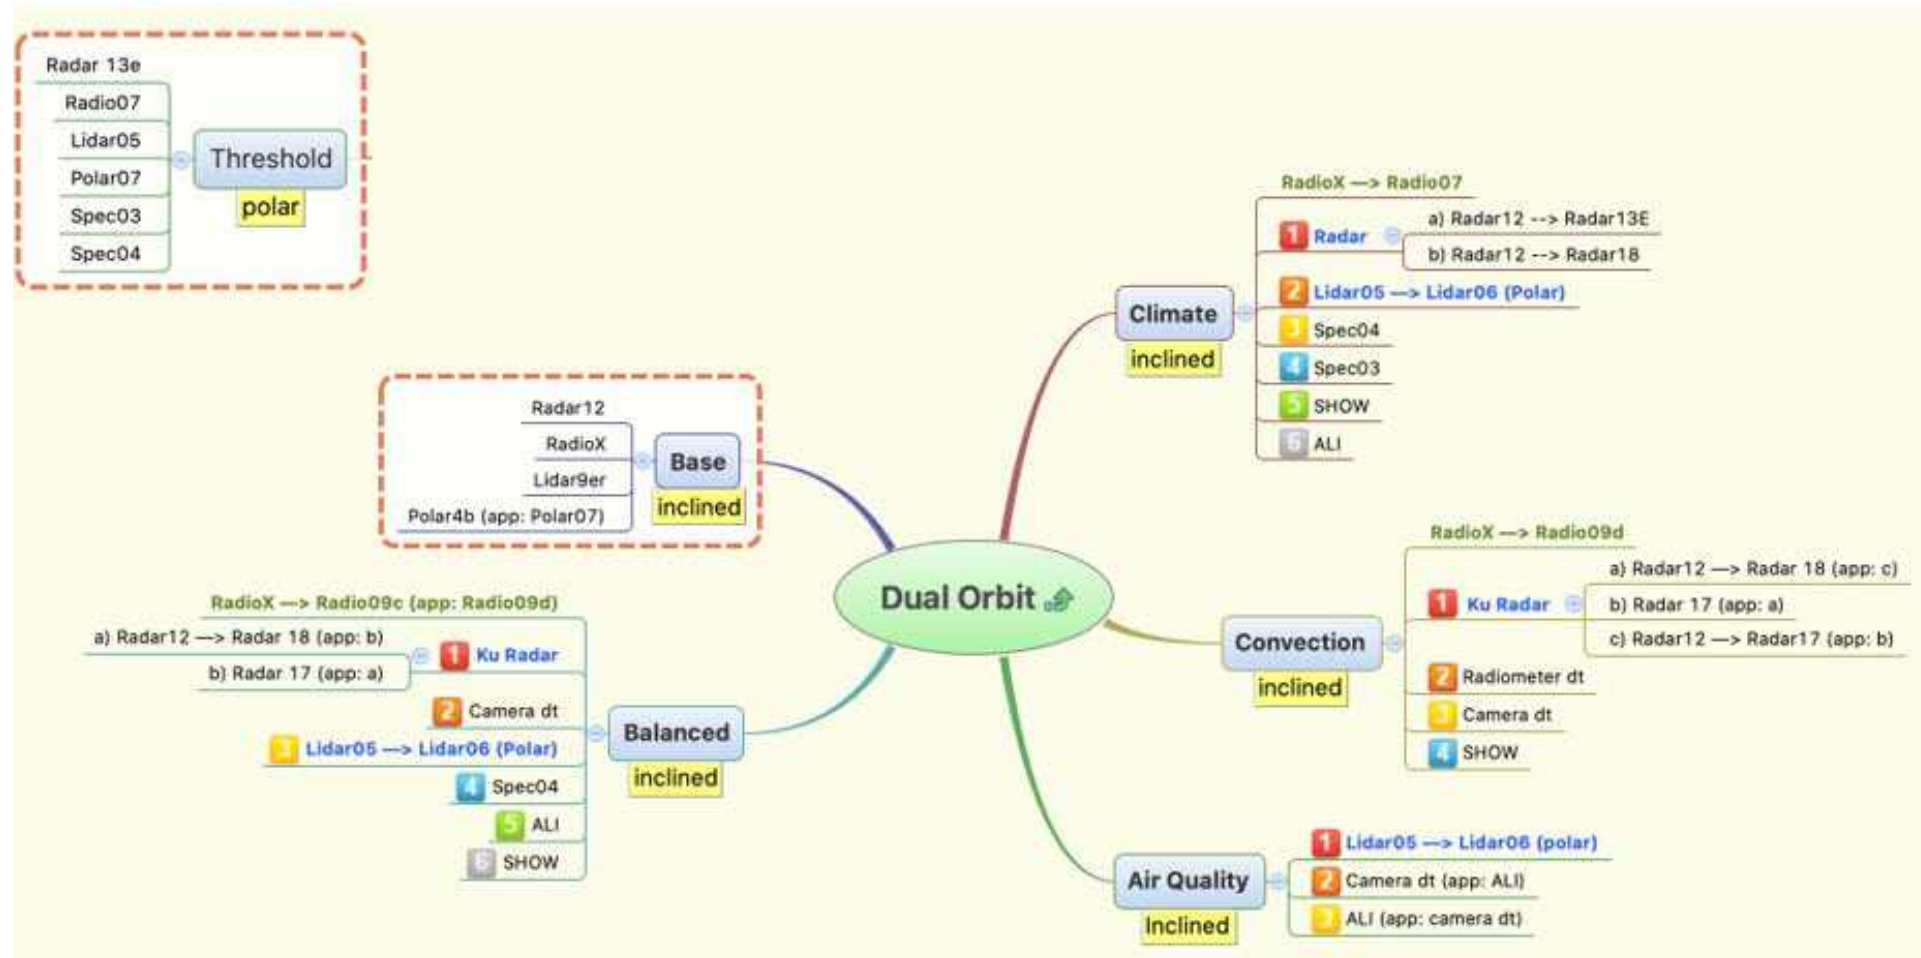 Radar 13e
Radio07
Lidar05
Polar07
Spec03
Spec04
Threshold
polar
Radar12
RadioX
Lidar9er
Polar4b (app: Polar07)
Base
inclined
Dual Orbit
RadioX —> Radio09c (app: Radio09d)
a) Radar12 —> Radar 18 (app: b)
b) Radar 17 (app: a)
1 Ku Radar
2 Camera dt
3 Lidar05 —> Lidar06 (Polar)
4 Spec04
5 ALI
6 SHOW
Balanced
inclined
Climate
inclined
RadioX —> Radio07
1 Radar
a) Radar12 --> Radar13E
b) Radar12 --> Radar18
2 Lidar05 —> Lidar06 (Polar)
3 Spec04
4 Spec03
5 SHOW
6 ALI
Convection
inclined
RadioX —> Radio09d
1 Ku Radar
a) Radar12 —> Radar 18 (app: c)
b) Radar 17 (app: a)
c) Radar12 —> Radar17 (app: b)
2 Radiometer dt
3 Camera dt
4 SHOW
Air Quality
Inclined
1 Lidar05 —> Lidar06 (polar)
2 Camera dt (app: ALI)
3 ALI (app: camera dt)